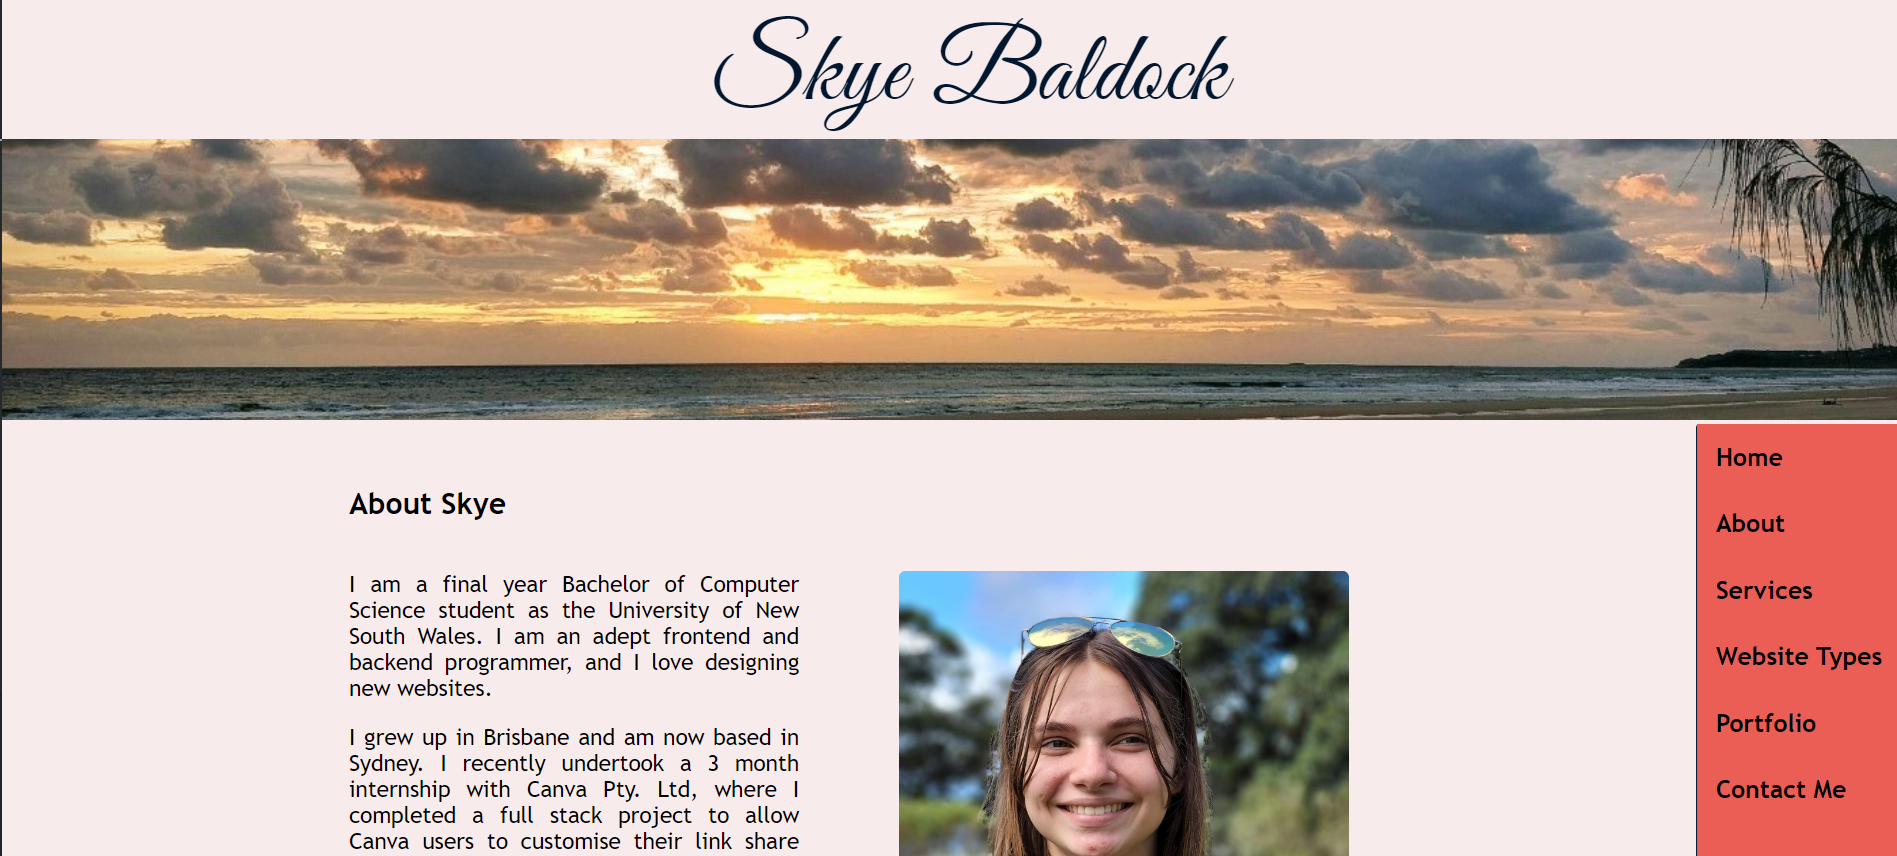 Skye Baldock
Home
About
Services
Website Types
Portfolio
Contact Me
About Skye
I am a final year Bachelor of Computer
Science student as the University of New
South Wales. I am an adept frontend and
backend programmer, and I love designing
new websites.
I grew up in Brisbane and am now based in
Sydney. I recently undertook a 3 month
internship with Canva Pty. Ltd, where I
completed a full stack project to allow
Canva users to customise their link share